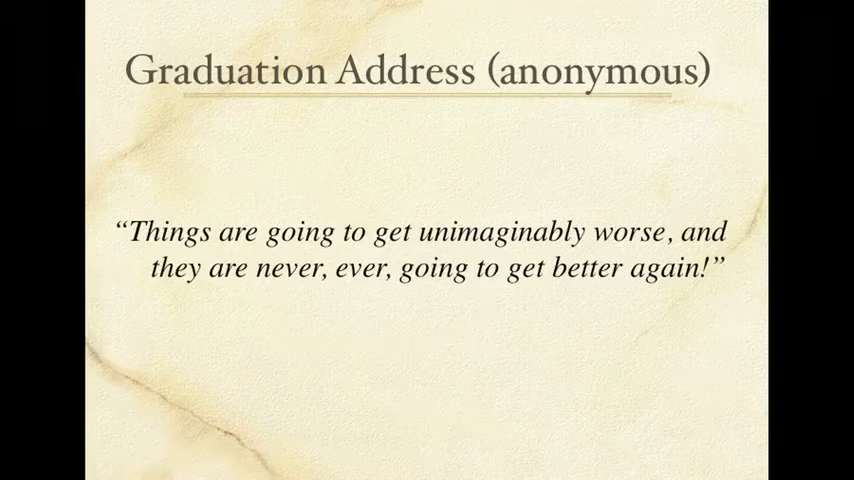 Graduation Address (anonymous)
“Things are going to get unimaginably worse, and
they are never, ever, going to get better again!”